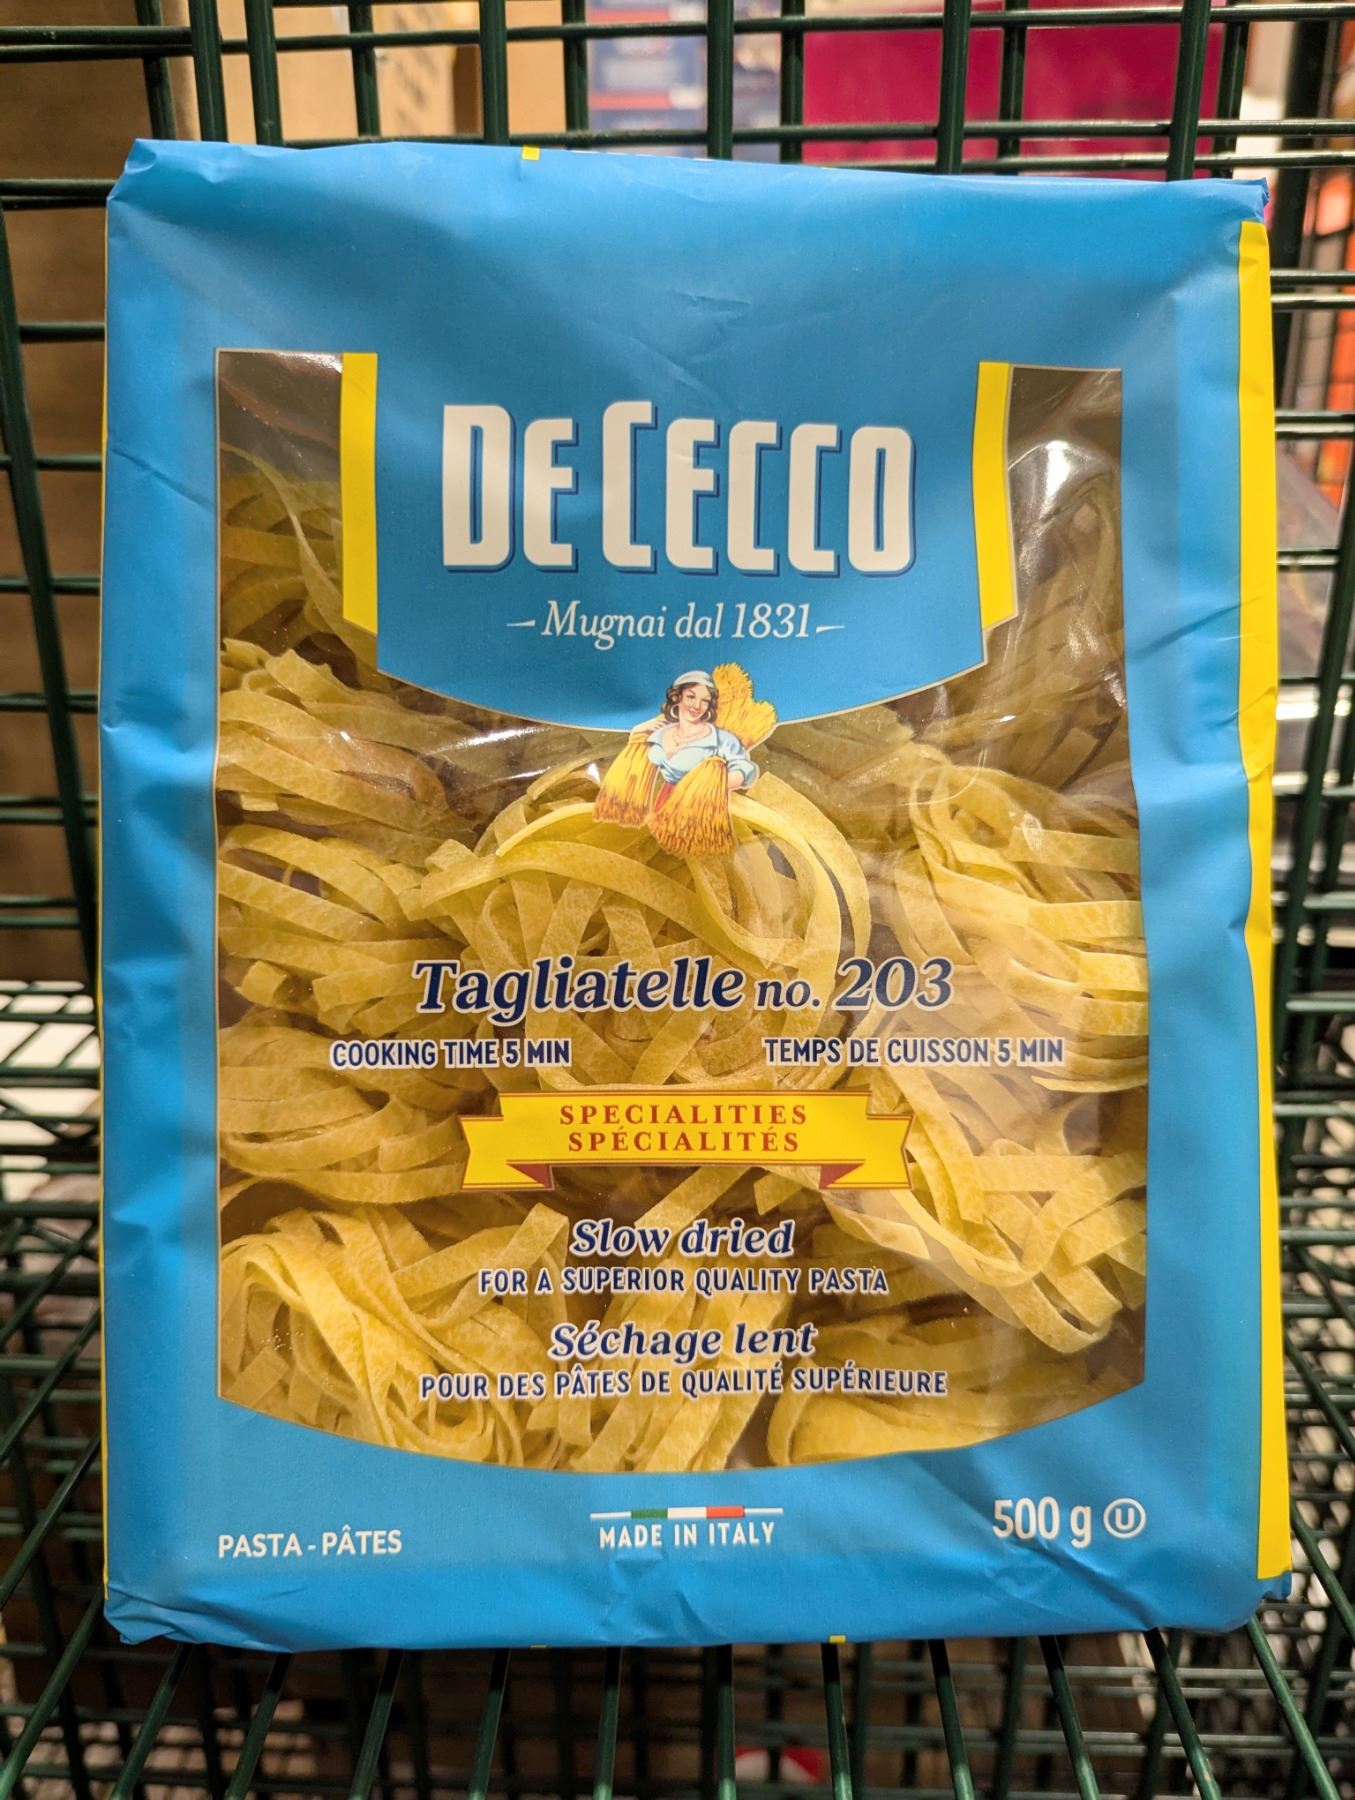 DE CECCO
Mugnai dal 1831
Tagliatelle no. 203
COOKING TIME 5 MIN TEMPS DE CUISSON 5 MIN
SPECIALITIES
SPÉCIALITÉS
Slow dried
FOR A SUPERIOR QUALITY PASTA
Séchage lent
POUR DES PÂTES DE QUALITÉ SUPÉRIEURE
PASTA - PÂTES
MADE IN ITALY
500 g Ⓤ